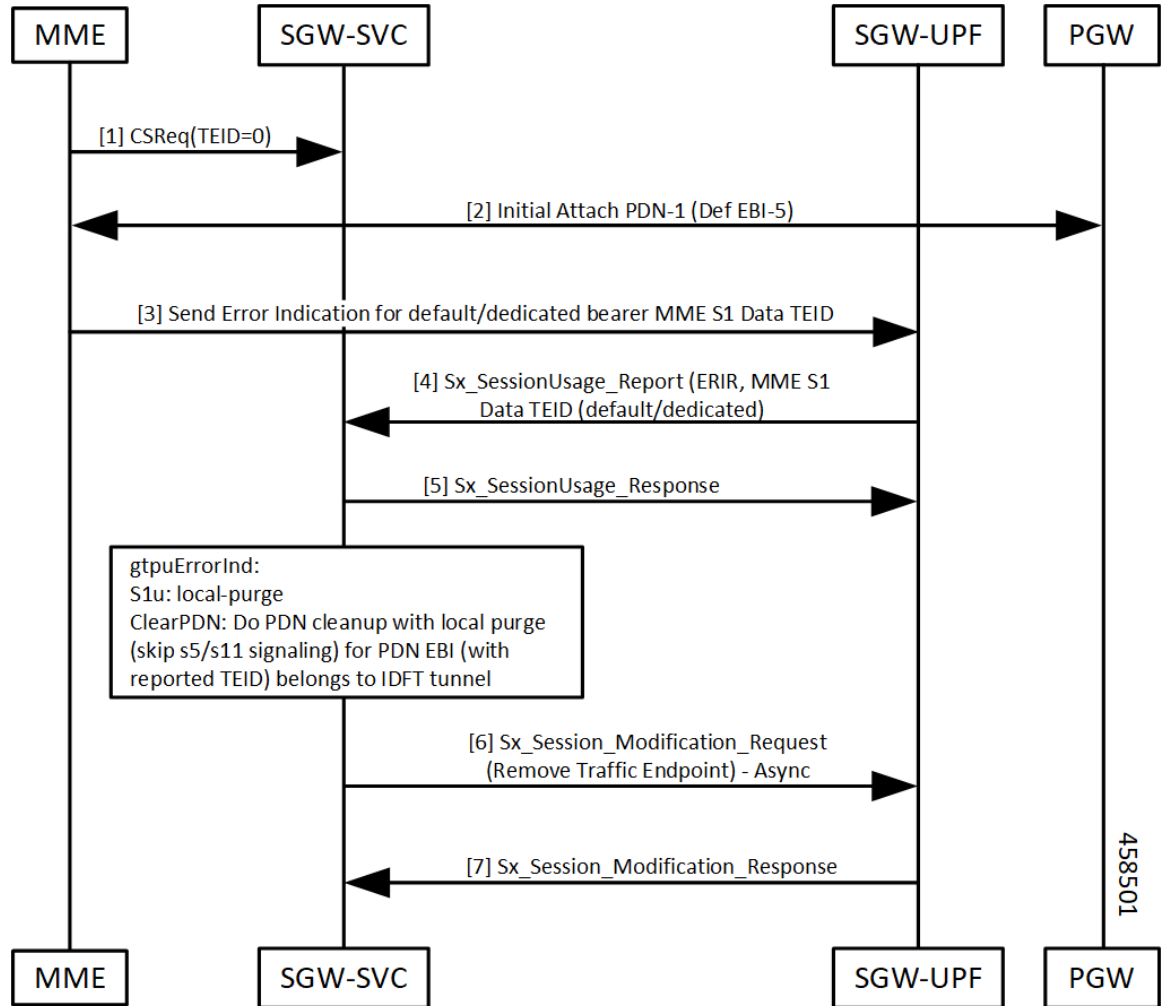 MME
SGW-SVC
SGW-UPF
PGW
[1] CSReq(TEID=0)
[2] Initial Attach PDN-1 (Def EBI-5)
[3] Send Error Indication for default/dedicated bearer MME S1 Data TEID
[4] Sx_SessionUsage_Report (ERIR, MME S1
Data TEID (default/dedicated)
[5] Sx_SessionUsage_Response
gtpuErrorInd:
S1u: local-purge
ClearPDN: Do PDN cleanup with local purge
(skip s5/s11 signaling) for PDN EBI (with
reported TEID) belongs to IDFT tunnel
[6] Sx_Session_Modification_Request
(Remove Traffic Endpoint) - Async
[7] Sx_Session_Modification_Response
458501
MME
SGW-SVC
SGW-UPF
PGW